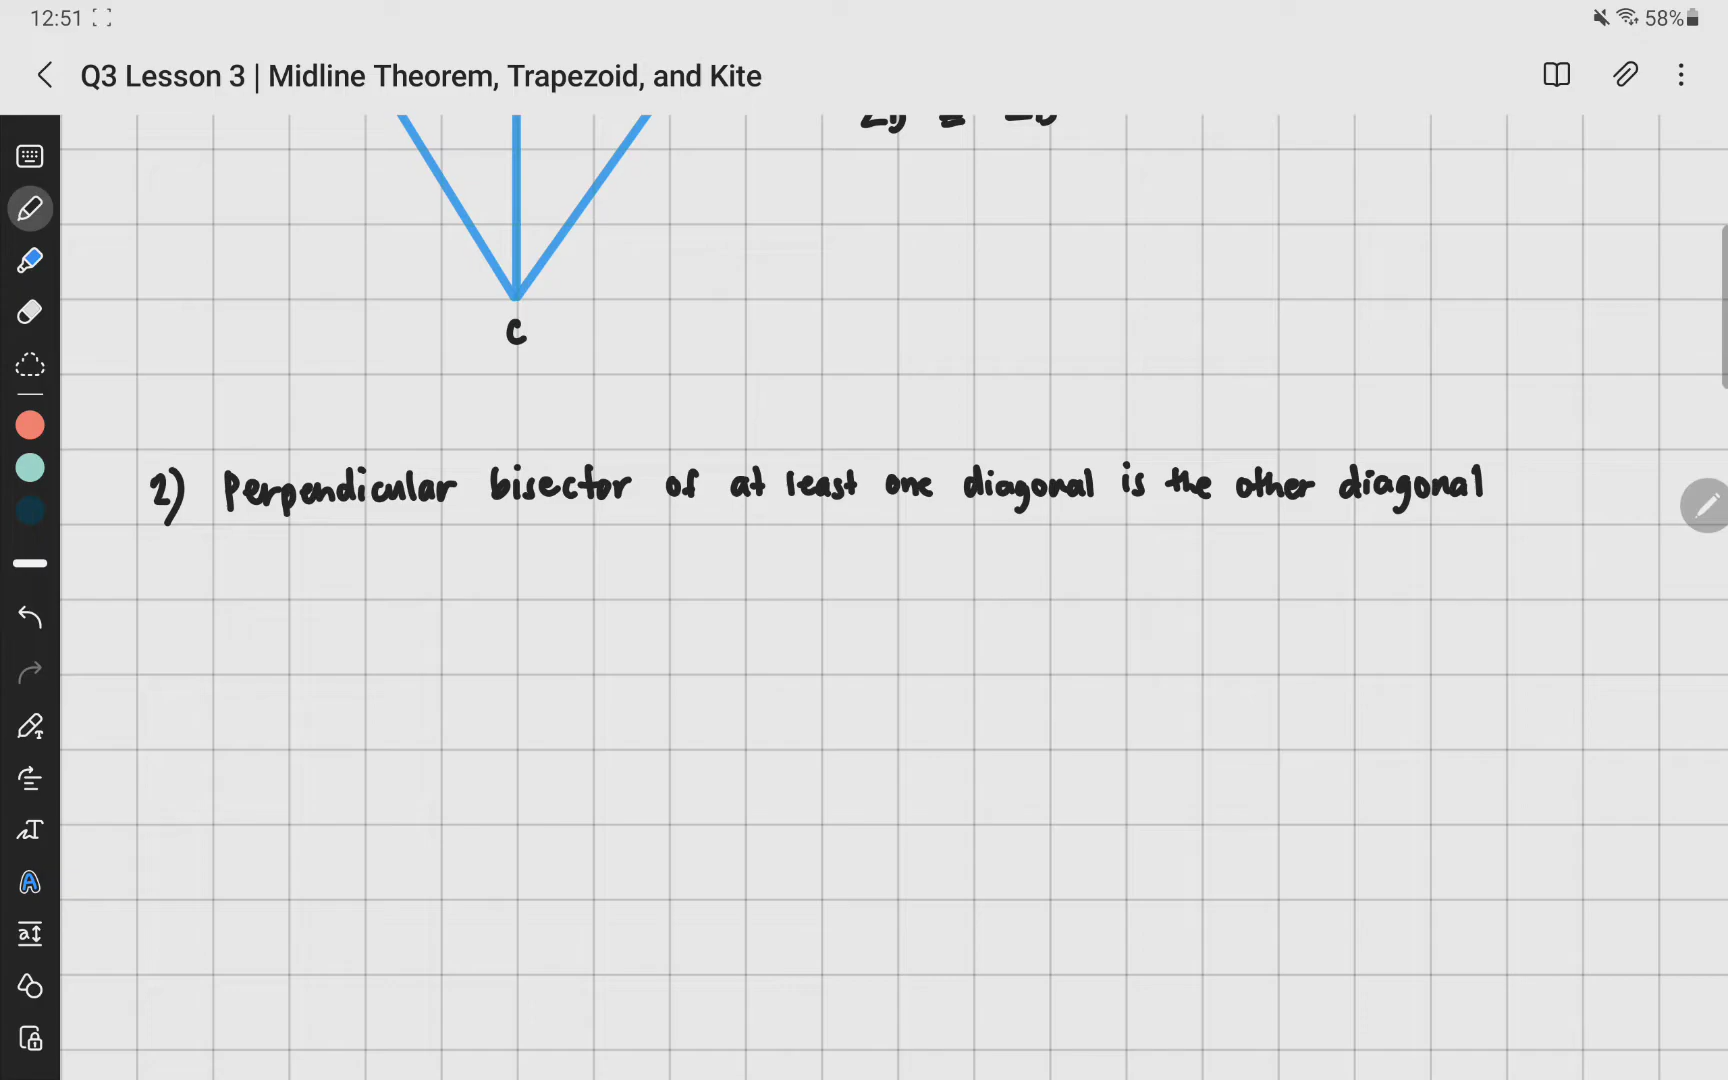 12:51
58%
Q3 Lesson 3 | Midline Theorem, Trapezoid, and Kite
C
2) Perpendicular bisector of at least one diagonal is the other diagonal